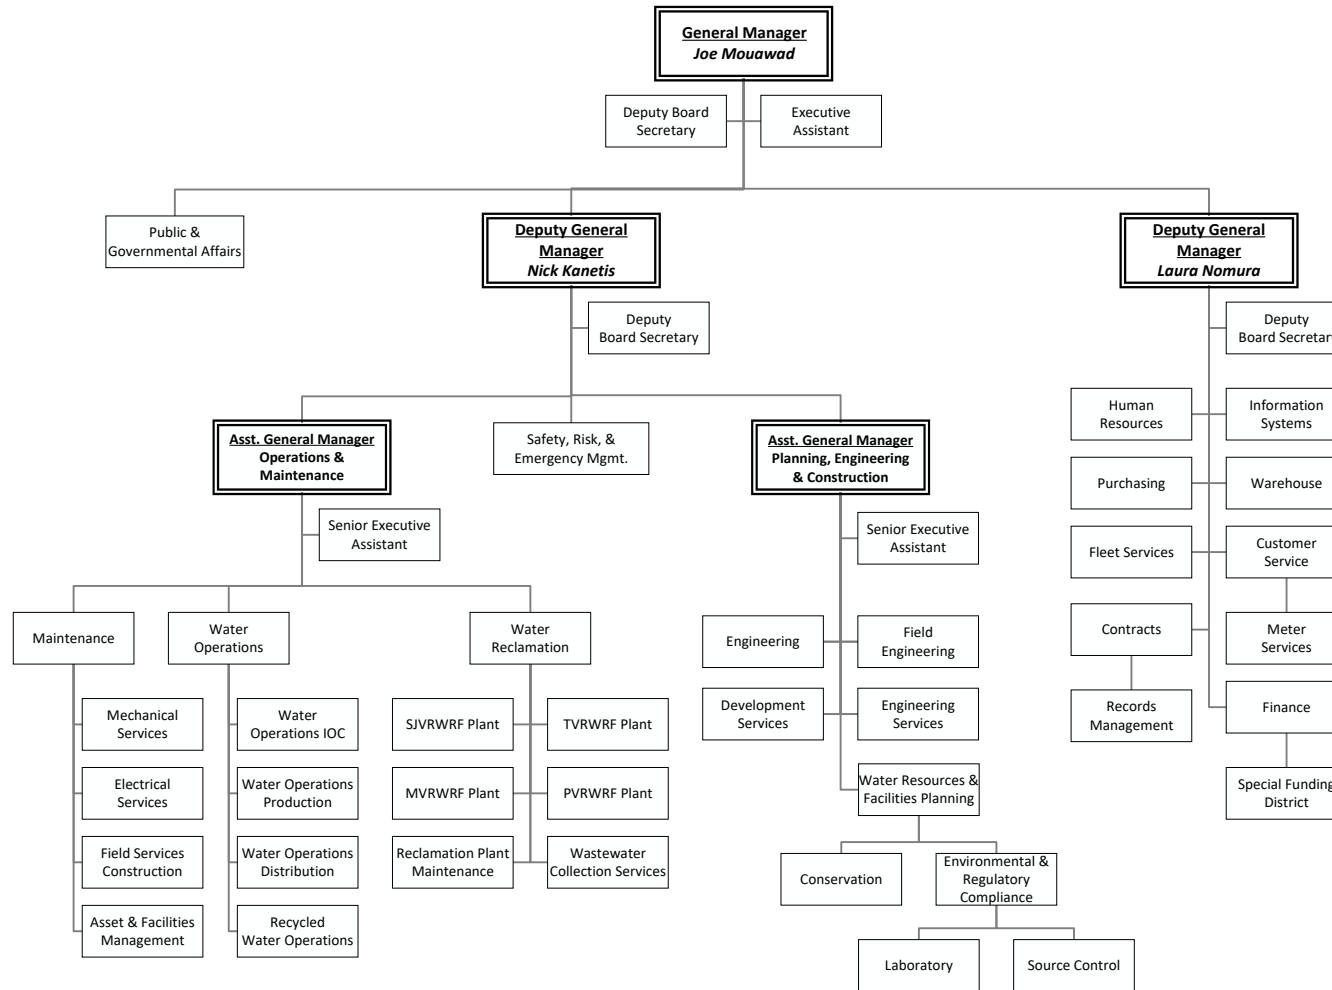 General Manager
Joe Mouawad
Deputy Board
Secretary
Executive
Assistant
Public &
Governmental Affairs
Deputy General
Manager
Nick Kanetis
Deputy General
Manager
Laura Nomura
Deputy
Board Secretary
Deputy
Board Secretary
Asst. General Manager
Operations &
Maintenance
Safety, Risk, &
Emergency Mgmt.
Asst. General Manager
Planning, Engineering
& Construction
Human
Resources
Information
Systems
Purchasing
Warehouse
Senior Executive
Assistant
Senior Executive
Assistant
Fleet Services
Customer
Service
Maintenance
Water
Operations
Water
Reclamation
Engineering
Field
Engineering
Contracts
Meter
Services
Mechanical
Services
Water
Operations IOC
SJVRWRF Plant
TVRWRF Plant
Development
Services
Engineering
Services
Records
Management
Finance
Electrical
Services
Water Operations
Production
MVRWRF Plant
PVRWRF Plant
Water Resources &
Facilities Planning
Special Funding
District
Field Services
Construction
Water Operations
Distribution
Reclamation Plant
Maintenance
Wastewater
Collection Services
Conservation
Environmental &
Regulatory
Compliance
Asset & Facilities
Management
Recycled
Water Operations
Laboratory
Source Control